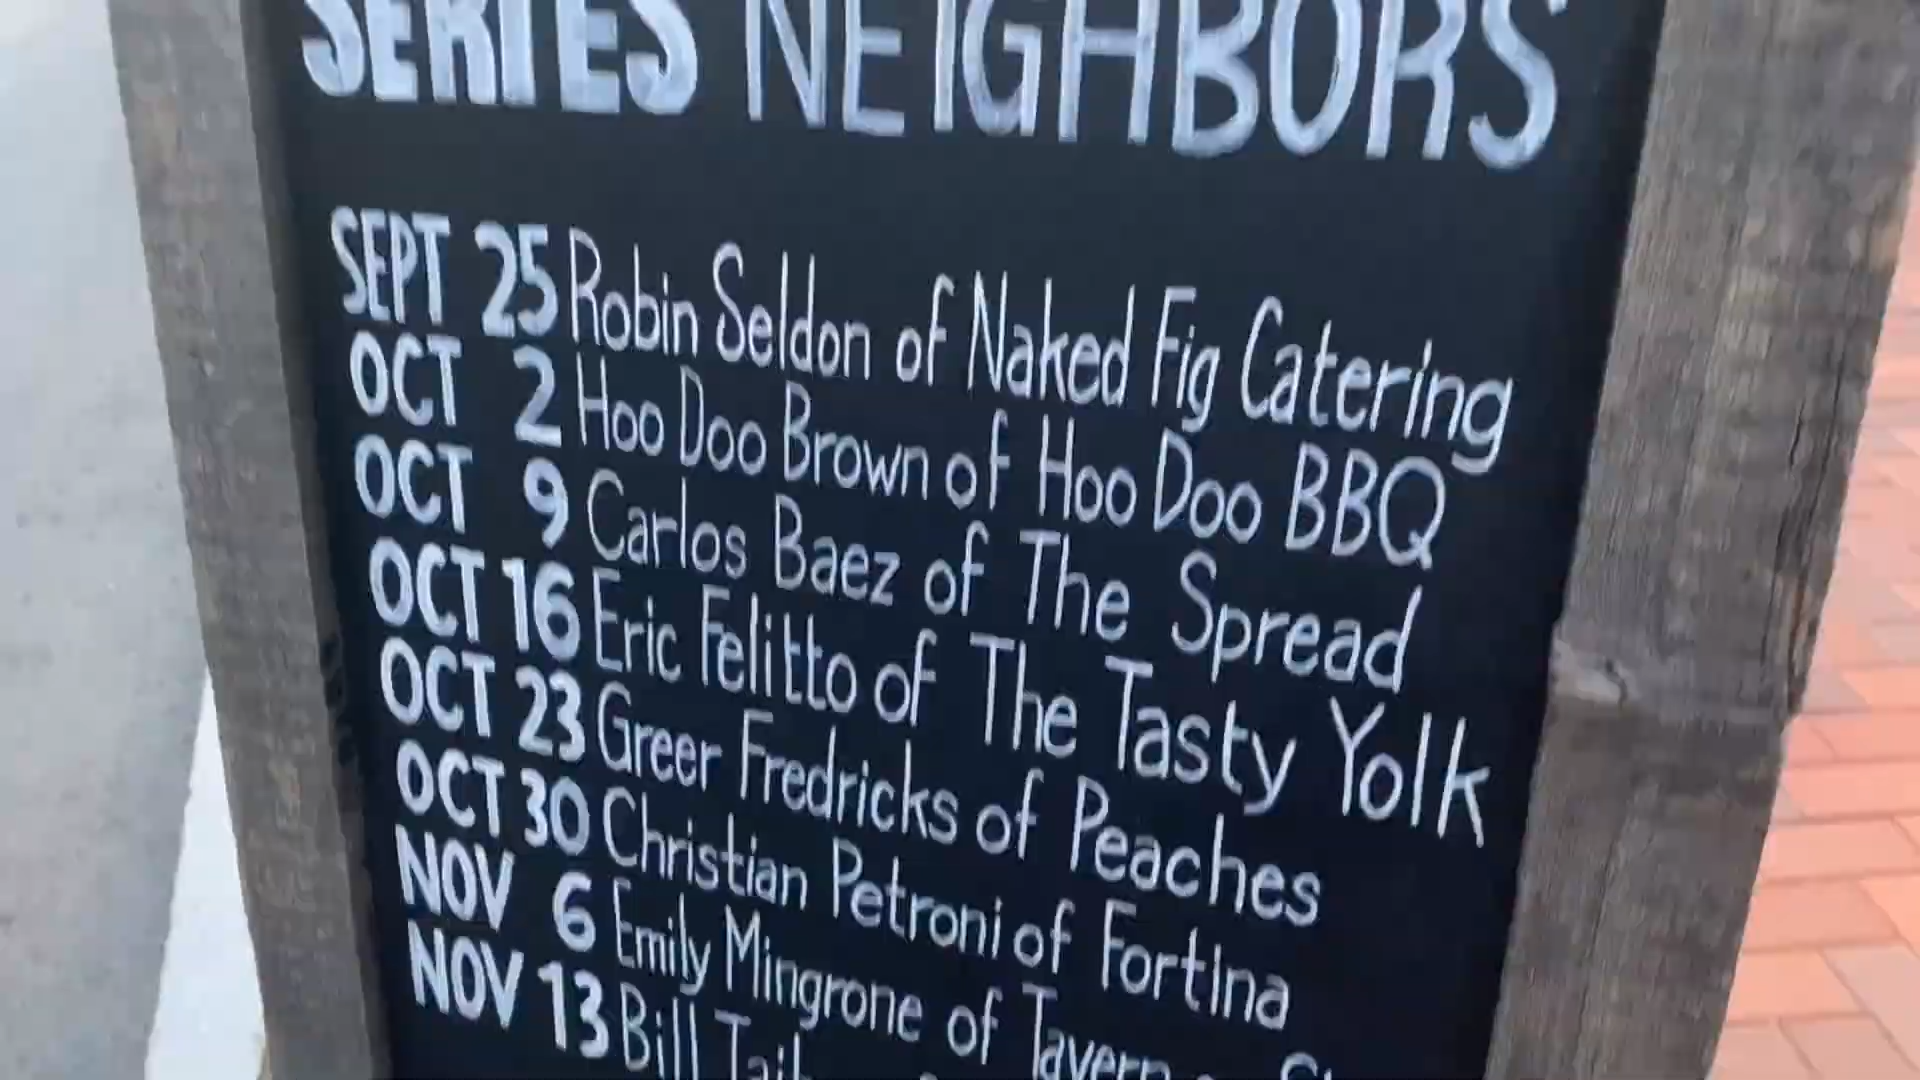 SERIES NEIGHBORS
SEPT 25 Robin Seldon of Naked Fig Catering
OCT 2 Hoo Doo Brown of Hoo Doo BBQ
OCT 9 Carlos Baez of The Spread
OCT 16 Eric Felitto of The Tasty Yolk
OCT 23 Greer Fredricks of Peaches
OCT 30 Christian Petroni of Fortina
NOV 6 Emily Mingrone of Tavern
NOV 13 Bill